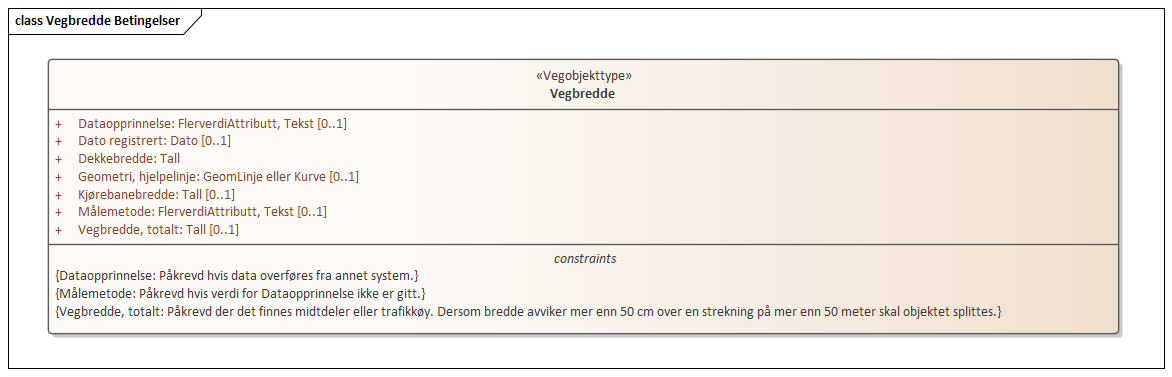 class Vegbredde Betingelser
«Vegobjekttype»
Vegbredde
+ Dataopprinnelse: FlerverdiAttributt, Tekst [0..1]
+ Dato registrert: Dato [0..1]
+ Dekkebredde: Tall
+ Geometri, hjelpelinje: GeomLinje eller Kurve [0..1]
+ Kjørebanebredde: Tall [0..1]
+ Målemetode: FlerverdiAttributt, Tekst [0..1]
+ Vegbredde, totalt: Tall [0..1]
constraints
{Dataopprinnelse: Påkrevd hvis data overføres fra annet system.}
{Målemetode: Påkrevd hvis verdi for Dataopprinnelse ikke er gitt.}
{Vegbredde, totalt: Påkrevd der det finnes midtdeler eller trafikkøy. Dersom bredde avviker mer enn 50 cm over en strekning på mer enn 50 meter skal objektet splittes.}